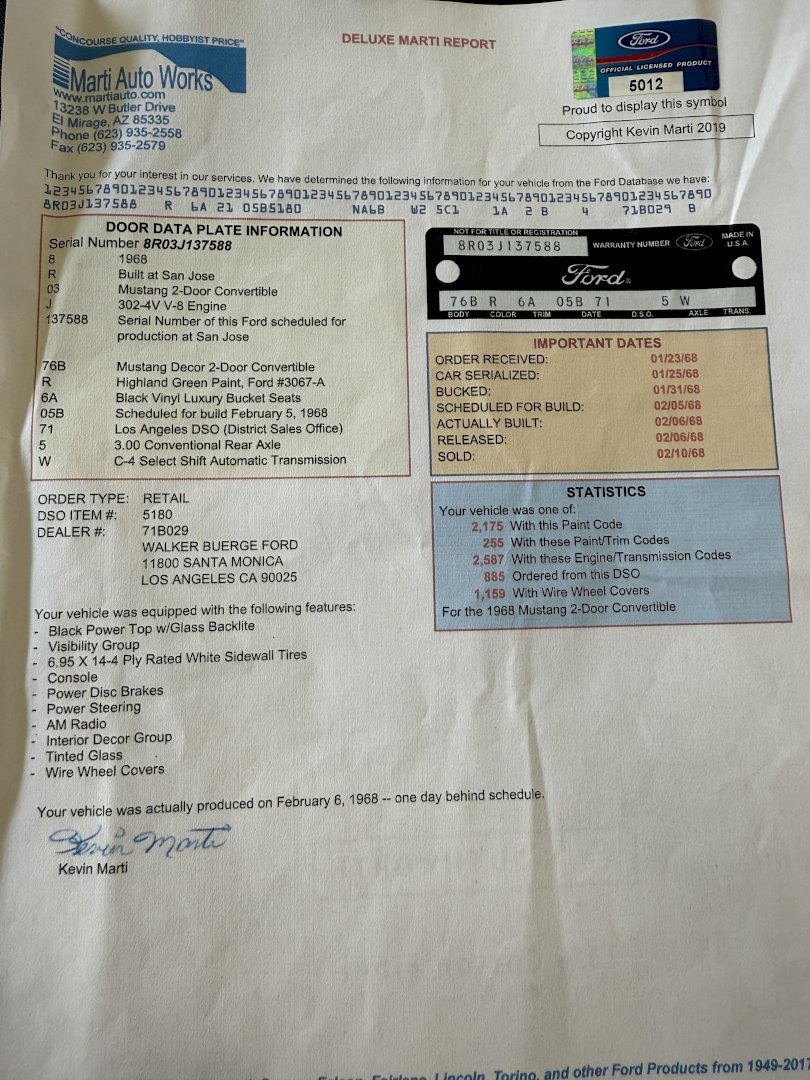 "CONCOURSE QUALITY, HOBBYIST PRICE"
Marti Auto Works
www.martiauto.com
13238 W Butler Drive
El Mirage, AZ 85335
Phone (623) 935-2558
Fax (623) 935-2579
DELUXE MARTI REPORT
Ford
OFFICIAL LICENSED PRODUCT
5012
Proud to display this symbol
Copyright Kevin Marti 2019
Thank you for your interest in our services. We have determined the following information for your vehicle from the Ford Database we have:
12345678901234567890123456789012345678901234567890123456789012345678901234567890
8R03J137588 R 6A 21 05B5180 NA6B W2 5C1 1A 2 B 4 71B029 B
DOOR DATA PLATE INFORMATION
Serial Number 8R03J137588
8 1968
R Built at San Jose
03 Mustang 2-Door Convertible
J 302-4V V-8 Engine
137588 Serial Number of this Ford scheduled for
production at San Jose
76B Mustang Decor 2-Door Convertible
R Highland Green Paint, Ford #3067-A
6A Black Vinyl Luxury Bucket Seats
05B Scheduled for build February 5, 1968
71 Los Angeles DSO (District Sales Office)
5 3.00 Conventional Rear Axle
W C-4 Select Shift Automatic Transmission
NOT FOR TITLE OR REGISTRATION
8R03J137588 WARRANTY NUMBER Ford MADE IN
U.S.A.
Ford
76B R 6A 05B 71 5 W
BODY COLOR TRIM DATE D.S.O. AXLE TRANS.
IMPORTANT DATES
ORDER RECEIVED: 01/23/68
CAR SERIALIZED: 01/25/68
BUCKED: 01/31/68
SCHEDULED FOR BUILD: 02/05/68
ACTUALLY BUILT: 02/06/68
RELEASED: 02/06/68
SOLD: 02/10/68
ORDER TYPE: RETAIL
DSO ITEM #: 5180
DEALER #: 71B029
WALKER BUERGE FORD
11800 SANTA MONICA
LOS ANGELES CA 90025
STATISTICS
Your vehicle was one of:
2,175 With this Paint Code
255 With these Paint/Trim Codes
2,587 With these Engine/Transmission Codes
885 Ordered from this DSO
1,159 With Wire Wheel Covers
For the 1968 Mustang 2-Door Convertible
Your vehicle was equipped with the following features:
- Black Power Top w/Glass Backlite
- Visibility Group
- 6.95 X 14-4 Ply Rated White Sidewall Tires
- Console
- Power Disc Brakes
- Power Steering
- AM Radio
- Interior Decor Group
- Tinted Glass
- Wire Wheel Covers
Your vehicle was actually produced on February 6, 1968 -- one day behind schedule.
Kevin Marti
Kevin Marti
Lincoln, Torino, and other Ford Products from 1949-2017